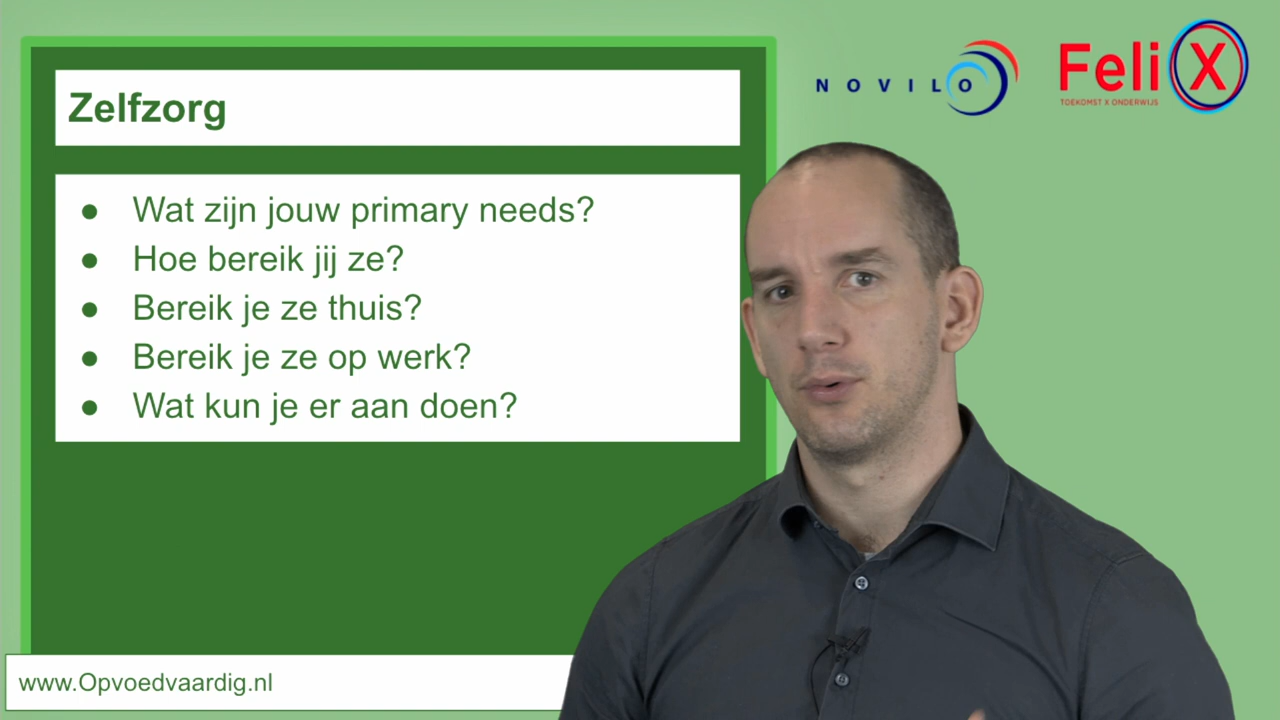 Zelfzorg
● Wat zijn jouw primary needs?
● Hoe bereik jij ze?
● Bereik je ze thuis?
● Bereik je ze op werk?
● Wat kun je er aan doen?
NOVILO
FeliX
TOEKOMST X ONDERWIJS
www.Opvoedvaardig.nl